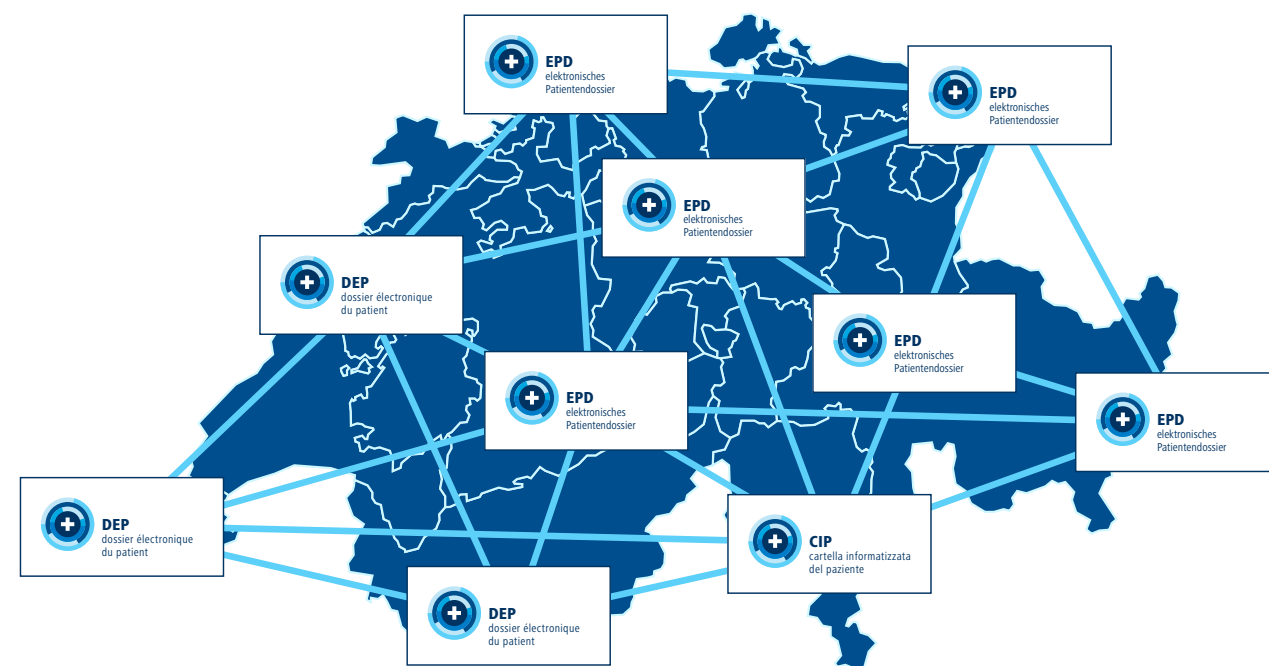 EPD
elektronisches
Patientendossier
EPD
elektronisches
Patientendossier
EPD
elektronisches
Patientendossier
DEP
dossier électronique
du patient
EPD
elektronisches
Patientendossier
EPD
elektronisches
Patientendossier
EPD
elektronisches
Patientendossier
DEP
dossier électronique
du patient
CIP
cartella informatizzata
del paziente
DEP
dossier électronique
du patient